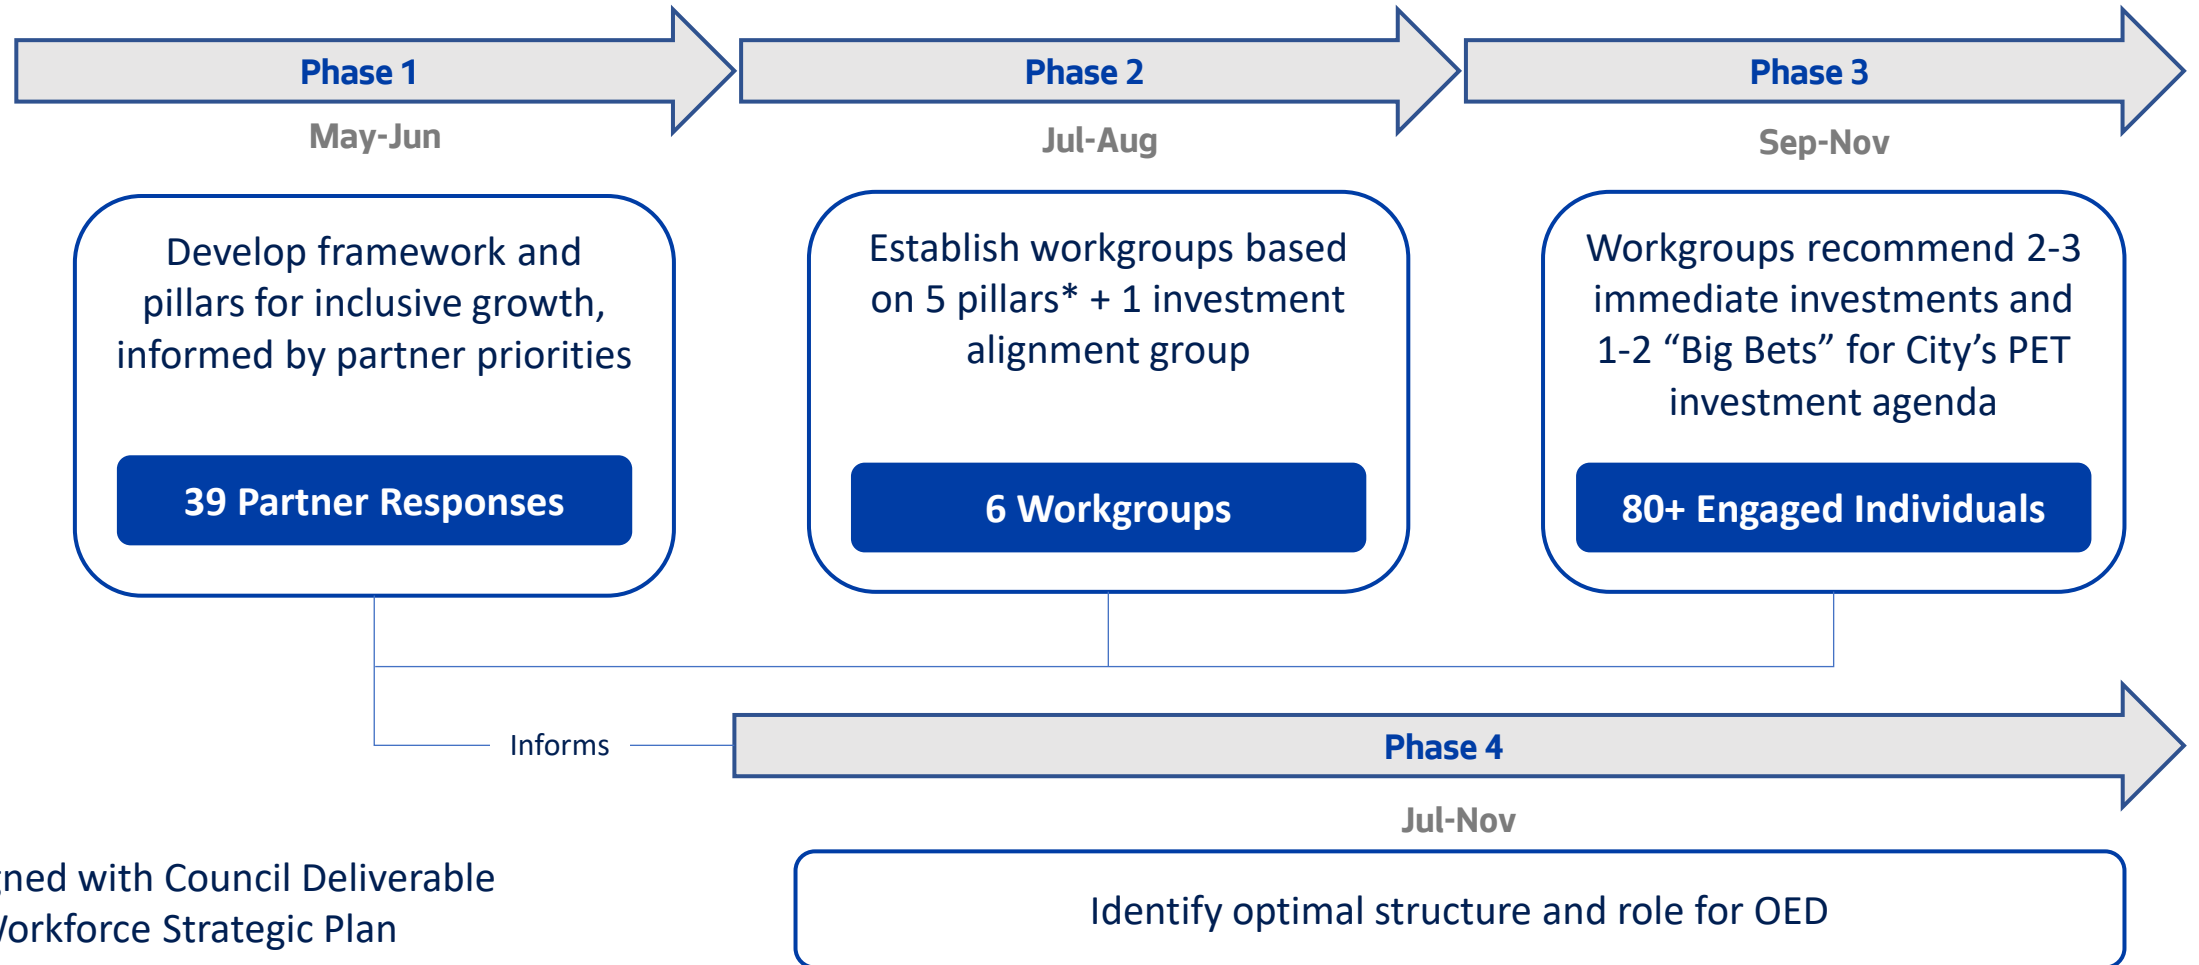 Phase 1
Phase 2
Phase 3
May-Jun
Jul-Aug
Sep-Nov
Develop framework and
pillars for inclusive growth,
informed by partner priorities
39 Partner Responses
Establish workgroups based
on 5 pillars* + 1 investment
alignment group
6 Workgroups
Workgroups recommend 2-3
immediate investments and
1-2 “Big Bets” for City’s PET
investment agenda
80+ Engaged Individuals
Informs
Phase 4
Jul-Nov
Identify optimal structure and role for OED
with Council Deliverable
Strategic Plan